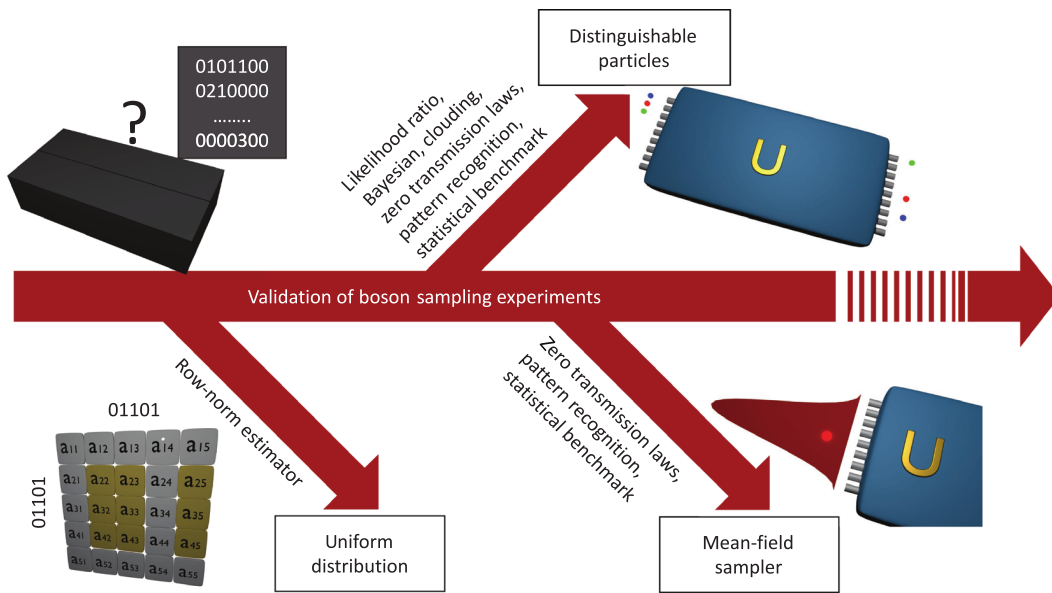 0101100
0210000
........
0000300
?
Distinguishable
particles
Likelihood ratio,
Bayesian, clouding,
zero transmission laws,
pattern recognition,
statistical benchmark
U
Validation of boson sampling experiments
Row-norm estimator
Zero transmission laws,
pattern recognition,
statistical benchmark
01101
01101
a11 a12 a13 a14 a15
a21 a22 a23 a24 a25
a31 a32 a33 a34 a35
a41 a42 a43 a44 a45
a51 a52 a53 a54 a55
U
Uniform
distribution
Mean-field
sampler